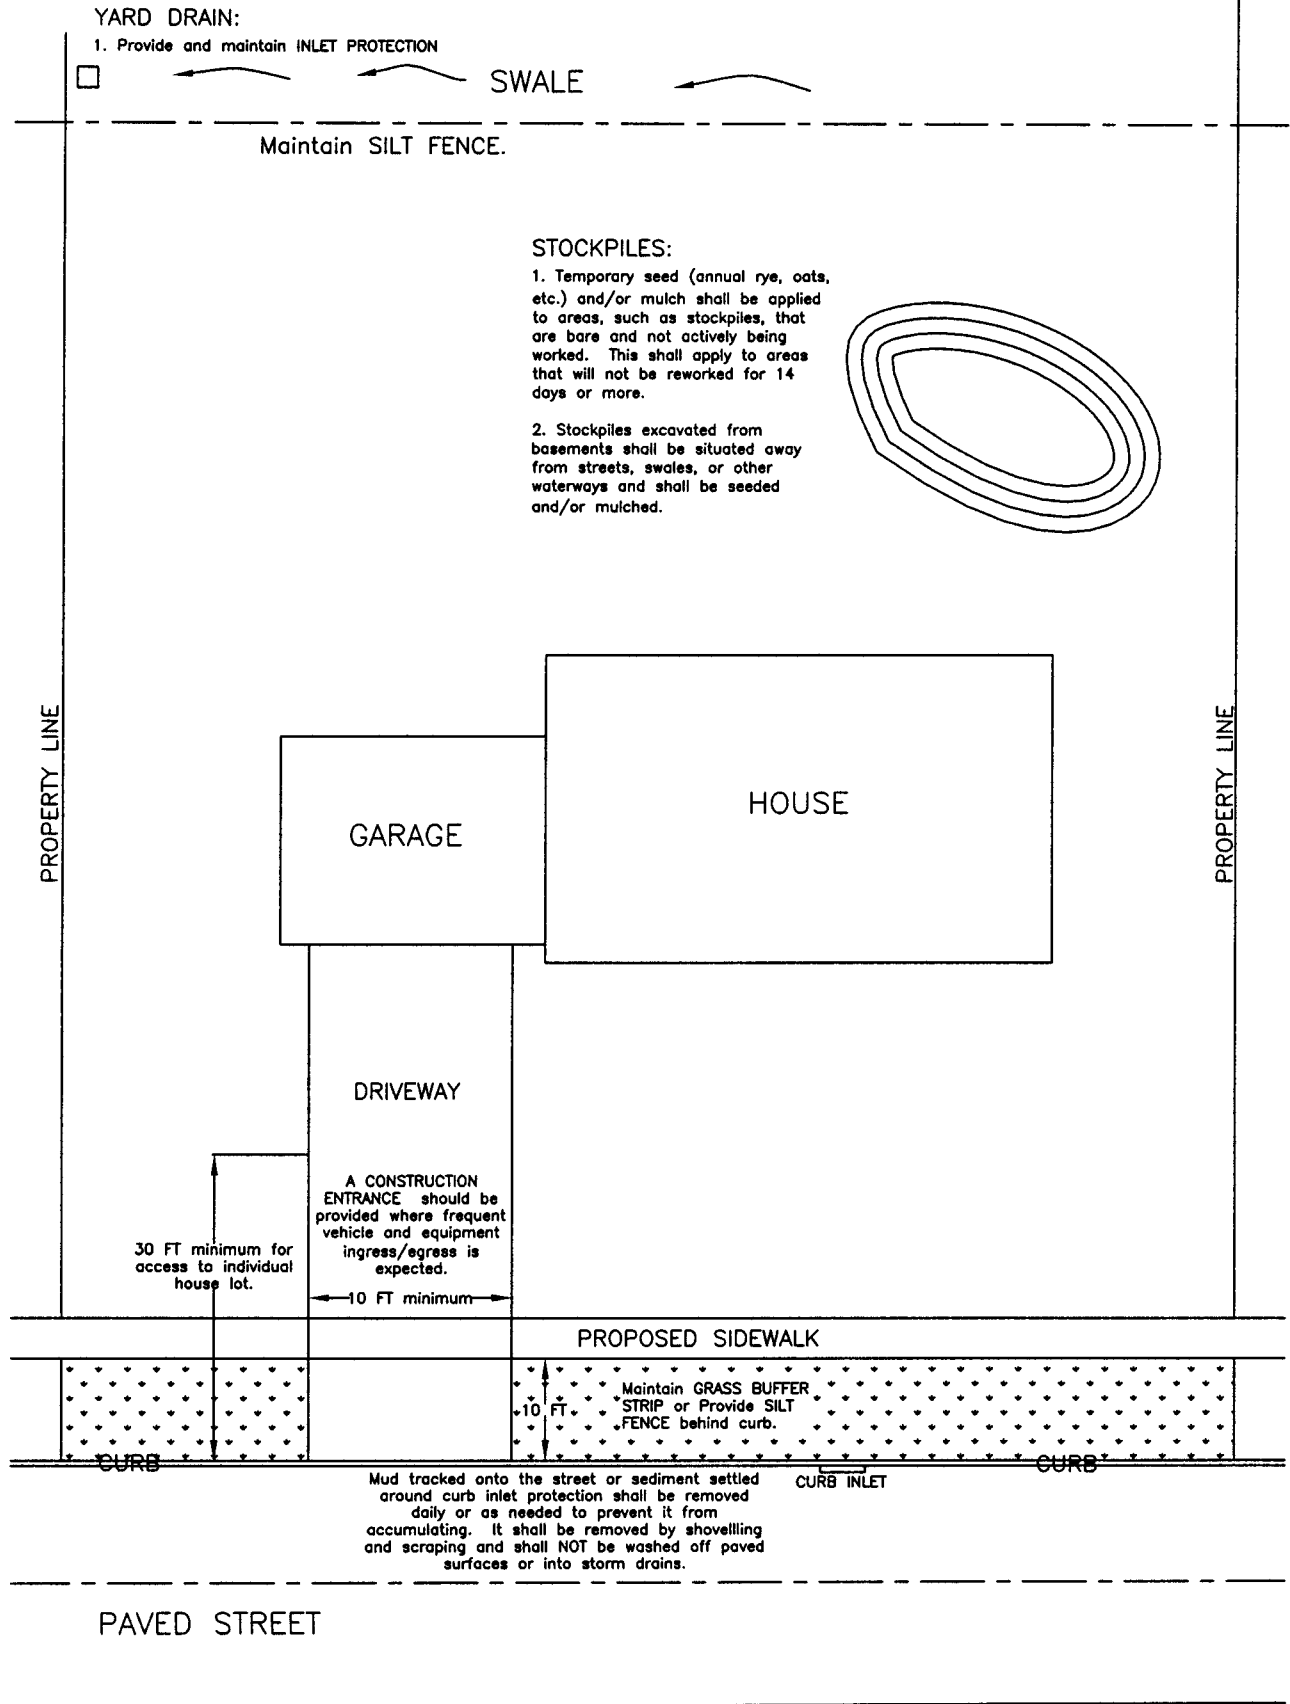 YARD DRAIN:
1. Provide and maintain INLET PROTECTION
SWALE
Maintain SILT FENCE.
STOCKPILES:
1. Temporary seed (annual rye, oats,
etc.) and/or mulch shall be applied
to areas, such as stockpiles, that
are bare and not actively being
worked. This shall apply to areas
that will not be reworked for 14
days or more.
2. Stockpiles excavated from
basements shall be situated away
from streets, swales, or other
waterways and shall be seeded
and/or mulched.
PROPERTY LINE
PROPERTY LINE
HOUSE
GARAGE
DRIVEWAY
A CONSTRUCTION
ENTRANCE should be
provided where frequent
vehicle and equipment
ingress/egress is
expected.
30 FT minimum for
access to individual
house lot.
10 FT minimum
PROPOSED SIDEWALK
Maintain GRASS BUFFER
STRIP or Provide SILT
FENCE behind curb.
10 FT
CURB
CURB
CURB INLET
Mud tracked onto the street or sediment settled
around curb inlet protection shall be removed
daily or as needed to prevent it from
accumulating. It shall be removed by shovellling
and scraping and shall NOT be washed off paved
surfaces or into storm drains.
PAVED STREET